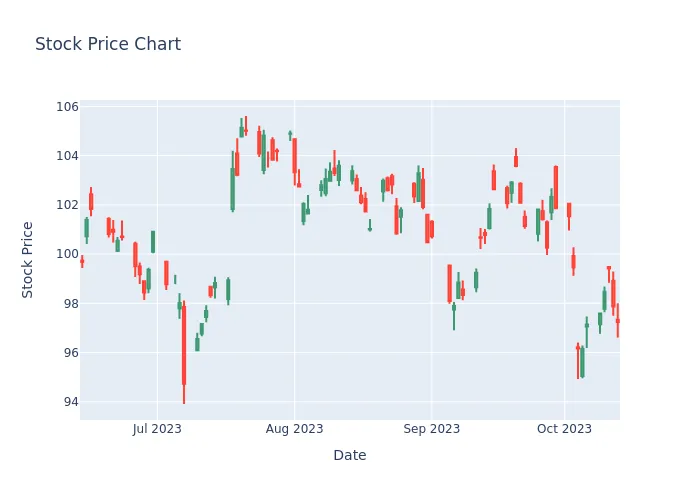 Stock Price Chart
106
104
102
100
98
96
94
Stock Price
Jul 2023
Aug 2023
Sep 2023
Oct 2023
Date